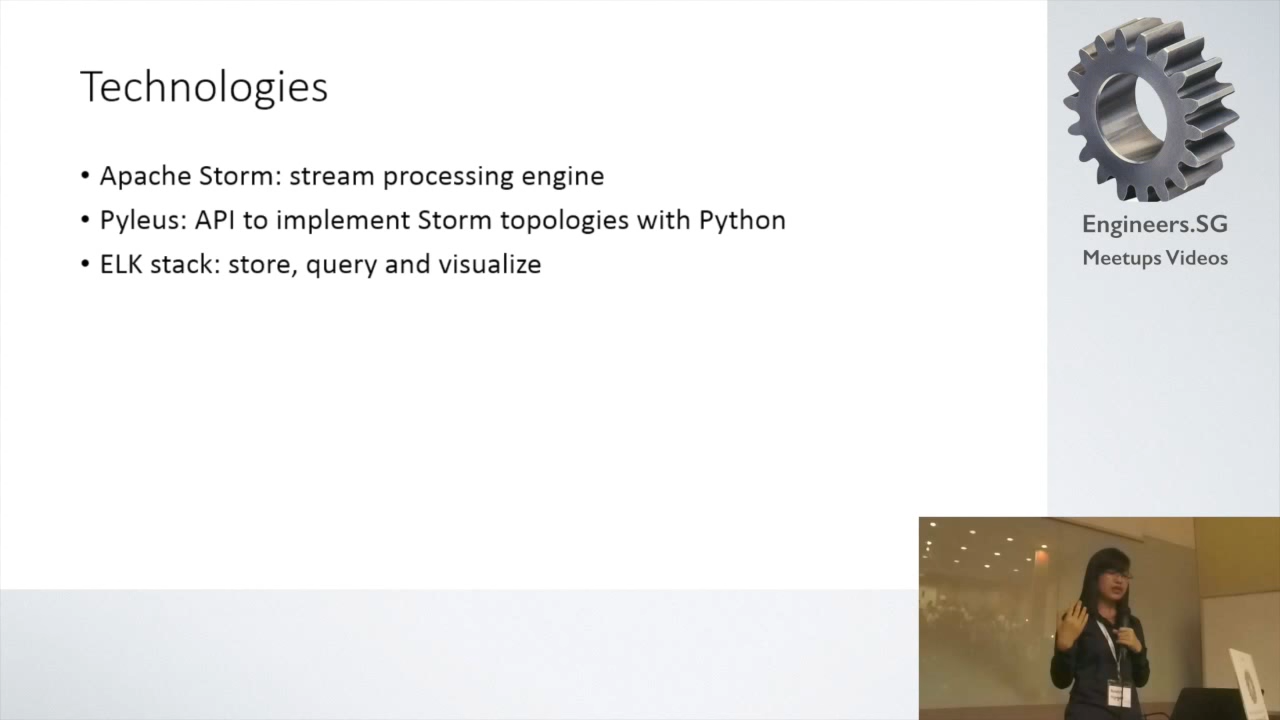 Technologies
• Apache Storm: stream processing engine
• Pyleus: API to implement Storm topologies with Python
• ELK stack: store, query and visualize
Engineers.SG
Meetups Videos